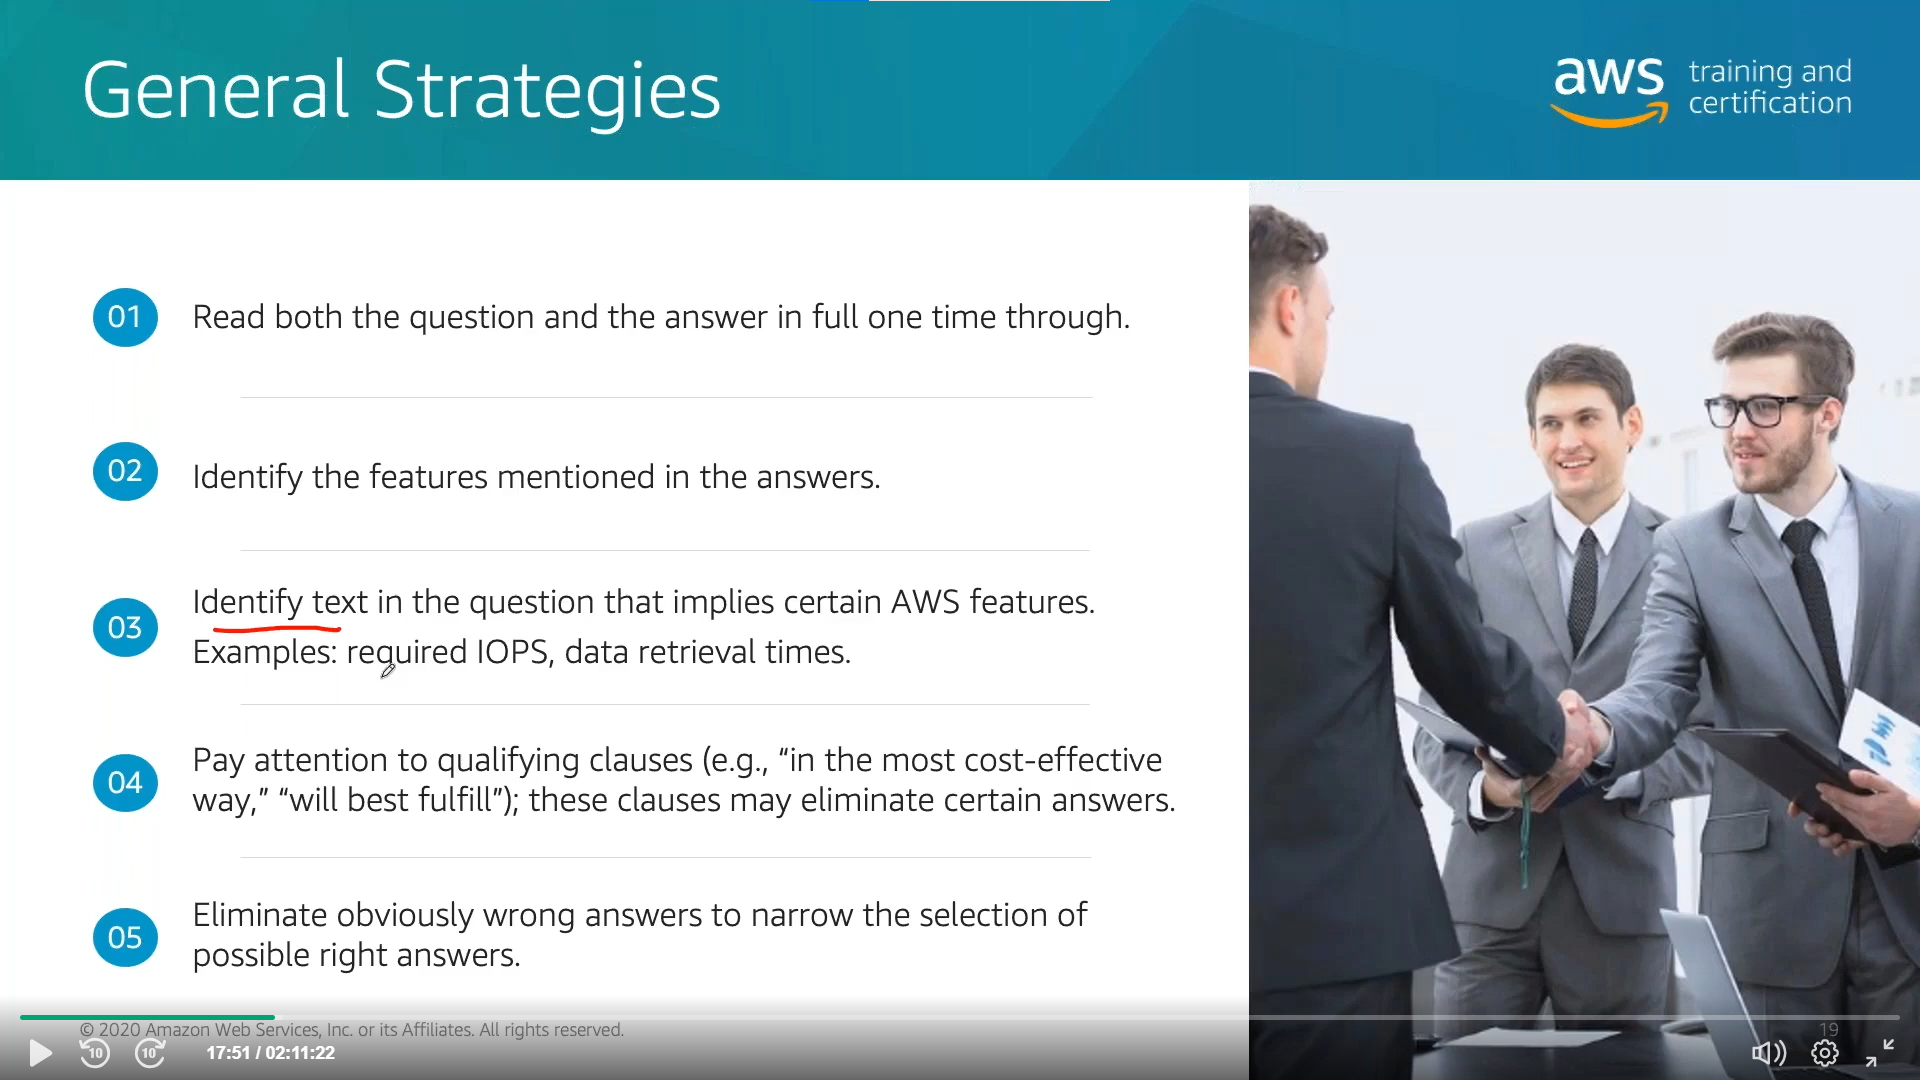 General Strategies
aws training and
certification
01 Read both the question and the answer in full one time through.
02 Identify the features mentioned in the answers.
03 Identify text in the question that implies certain AWS features.
Examples: required IOPS, data retrieval times.
04 Pay attention to qualifying clauses (e.g., “in the most cost-effective
way,” “will best fulfill”); these clauses may eliminate certain answers.
05 Eliminate obviously wrong answers to narrow the selection of
possible right answers.
© 2020 Amazon Web Services, Inc. or its Affiliates. All rights reserved.
19
10 10 17:51 / 02:11:22